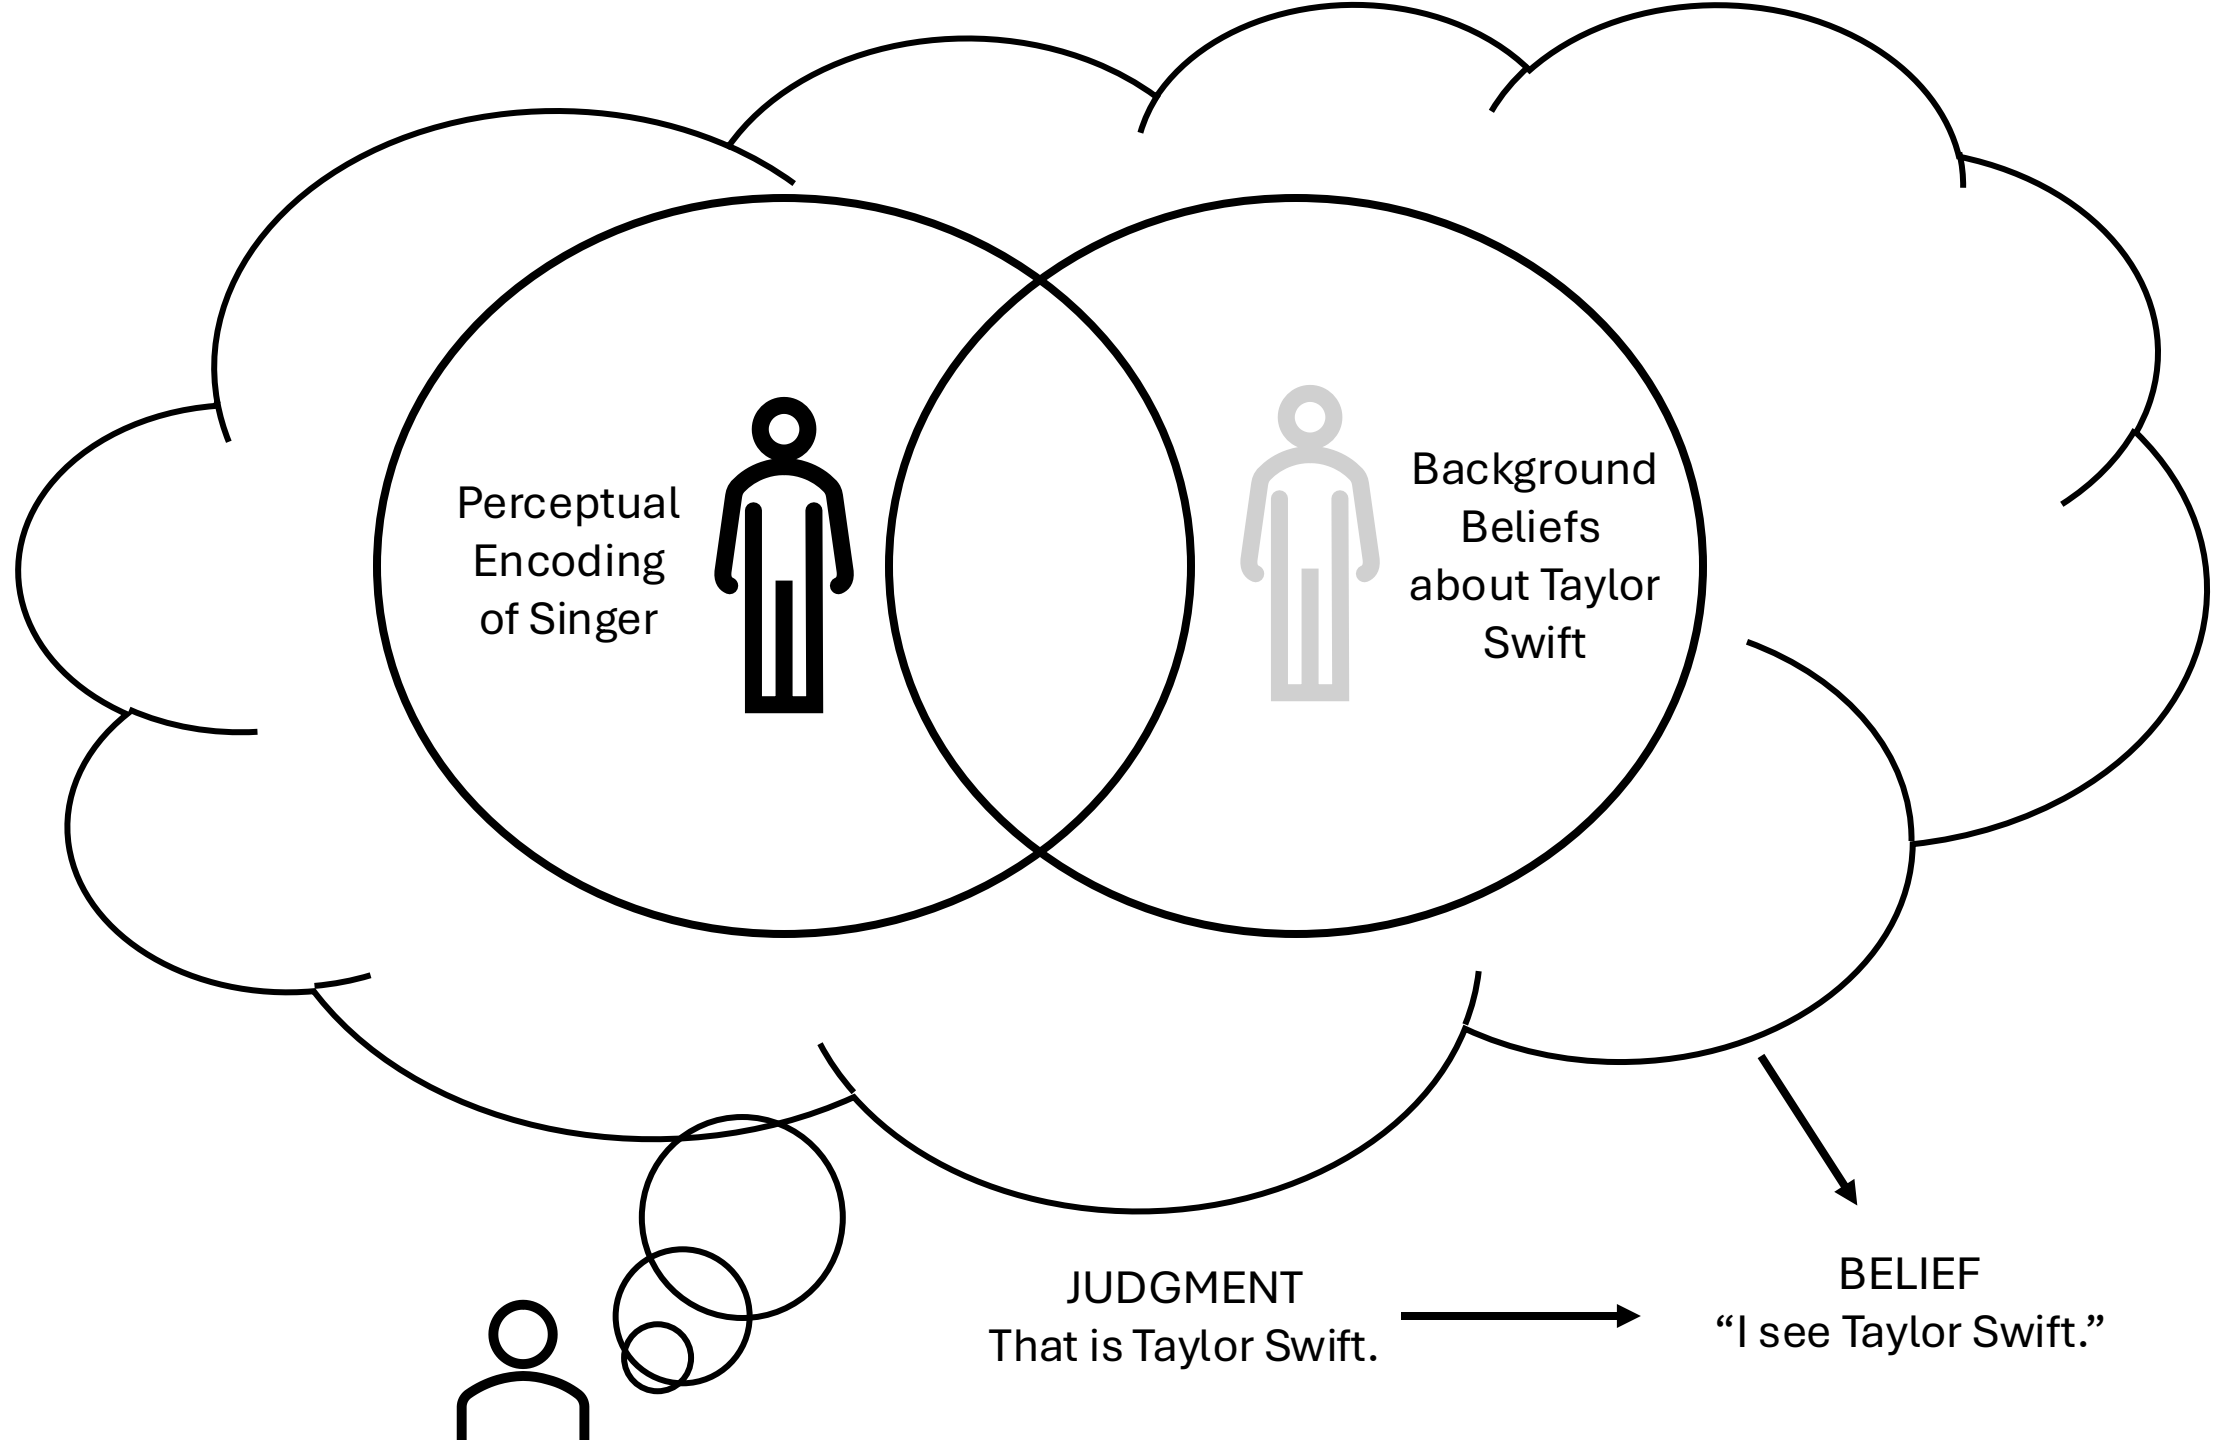 Perceptual
Encoding
of Singer
Background
Beliefs
about Taylor
Swift
JUDGMENT
That is Taylor Swift.
BELIEF
“I see Taylor Swift.”